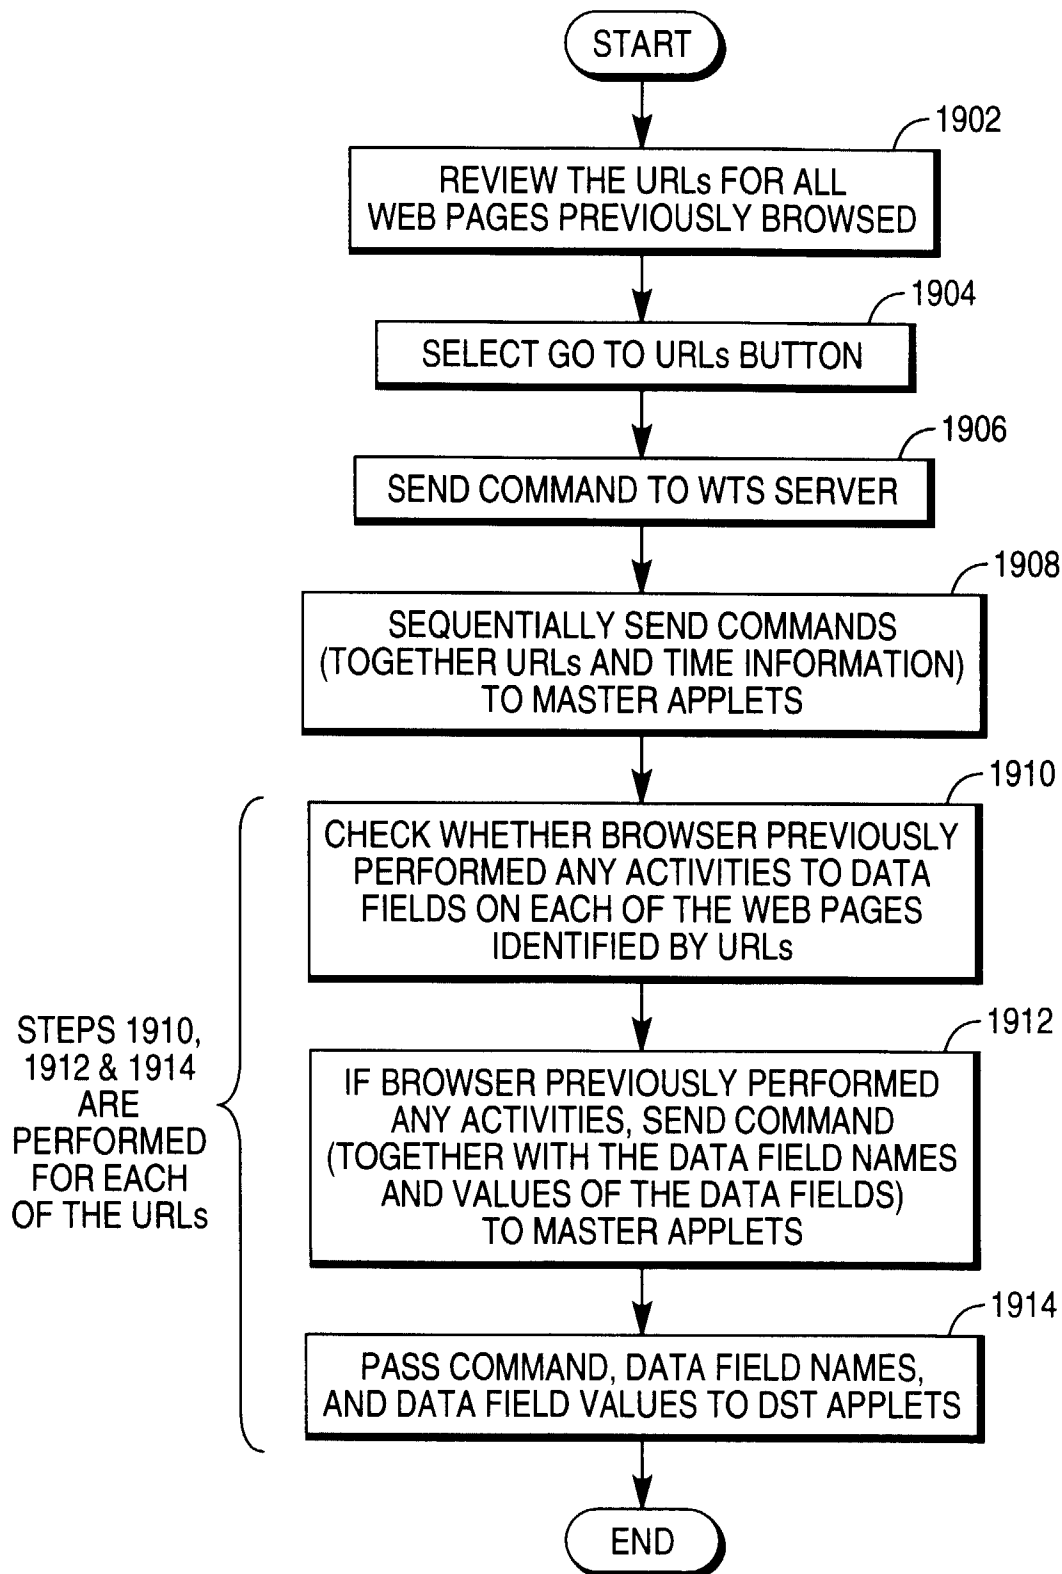 START
1902
REVIEW THE URLs FOR ALL
WEB PAGES PREVIOUSLY BROWSED
1904
SELECT GO TO URLs BUTTON
1906
SEND COMMAND TO WTS SERVER
1908
SEQUENTIALLY SEND COMMANDS
(TOGETHER URLs AND TIME INFORMATION)
TO MASTER APPLETS
1910
CHECK WHETHER BROWSER PREVIOUSLY
PERFORMED ANY ACTIVITIES TO DATA
FIELDS ON EACH OF THE WEB PAGES
IDENTIFIED BY URLs
STEPS 1910,
1912 & 1914
ARE
PERFORMED
FOR EACH
OF THE URLs
1912
IF BROWSER PREVIOUSLY PERFORMED
ANY ACTIVITIES, SEND COMMAND
(TOGETHER WITH THE DATA FIELD NAMES
AND VALUES OF THE DATA FIELDS)
TO MASTER APPLETS
1914
PASS COMMAND, DATA FIELD NAMES,
AND DATA FIELD VALUES TO DST APPLETS
END